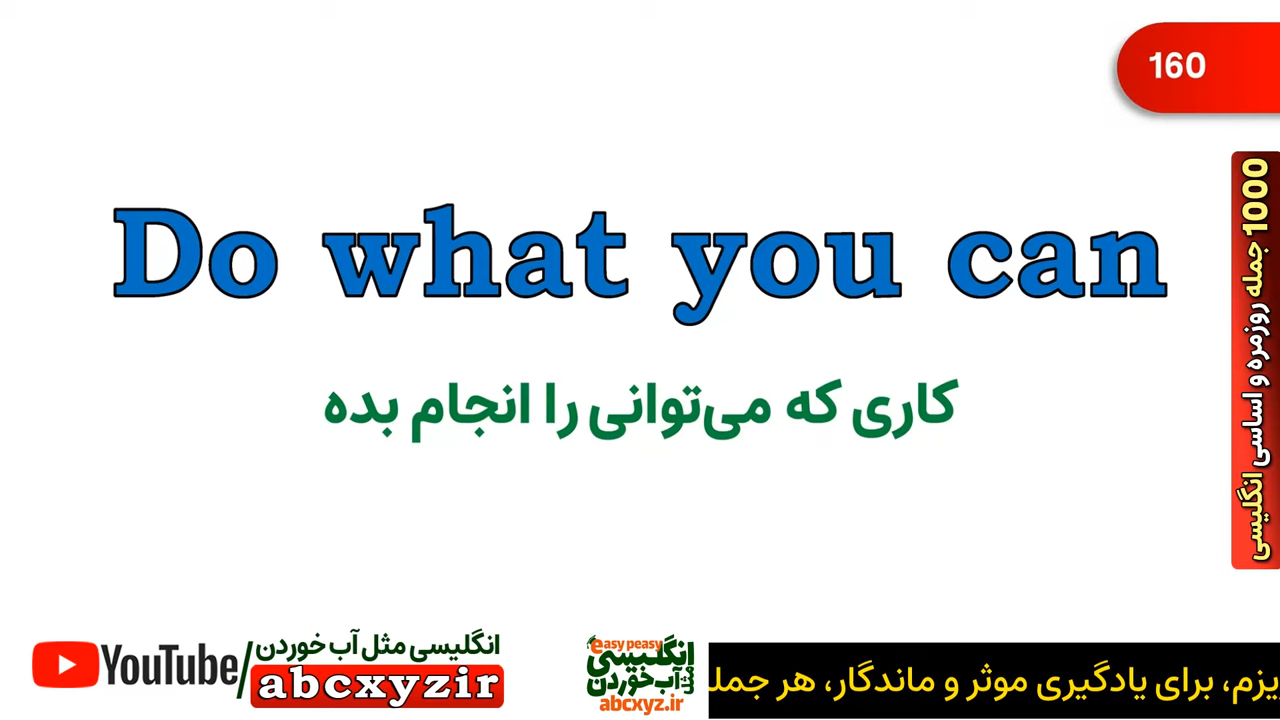 160
1000 جمله روزمره و اساسی انگلیسی
Do what you can
کاری که می‌توانی را انجام بده
YouTube/
انگلیسی مثل آب خوردن
abcxyzir
easy peasy
انگلیسی
مثل آب خوردن
abcxyz.ir
یزم، برای یادگیری موثر و ماندگار، هر جمل